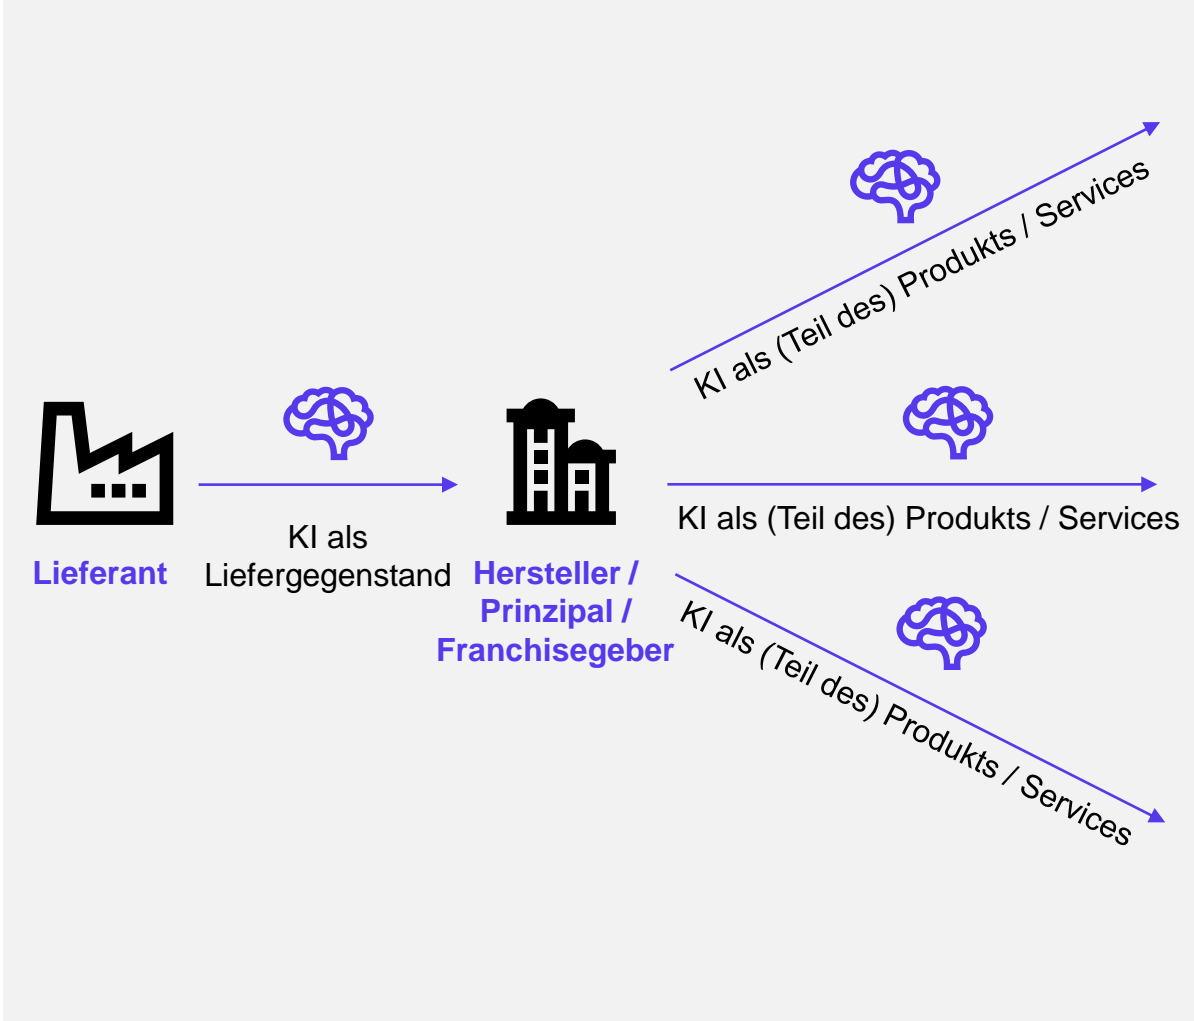 KI als (Teil des) Produkts / Services
KI als (Teil des) Produkts / Services
KI als
Liefergegenstand
Lieferant
Hersteller /
Prinzipal /
Franchisegeber
KI als (Teil des) Produkts / Services